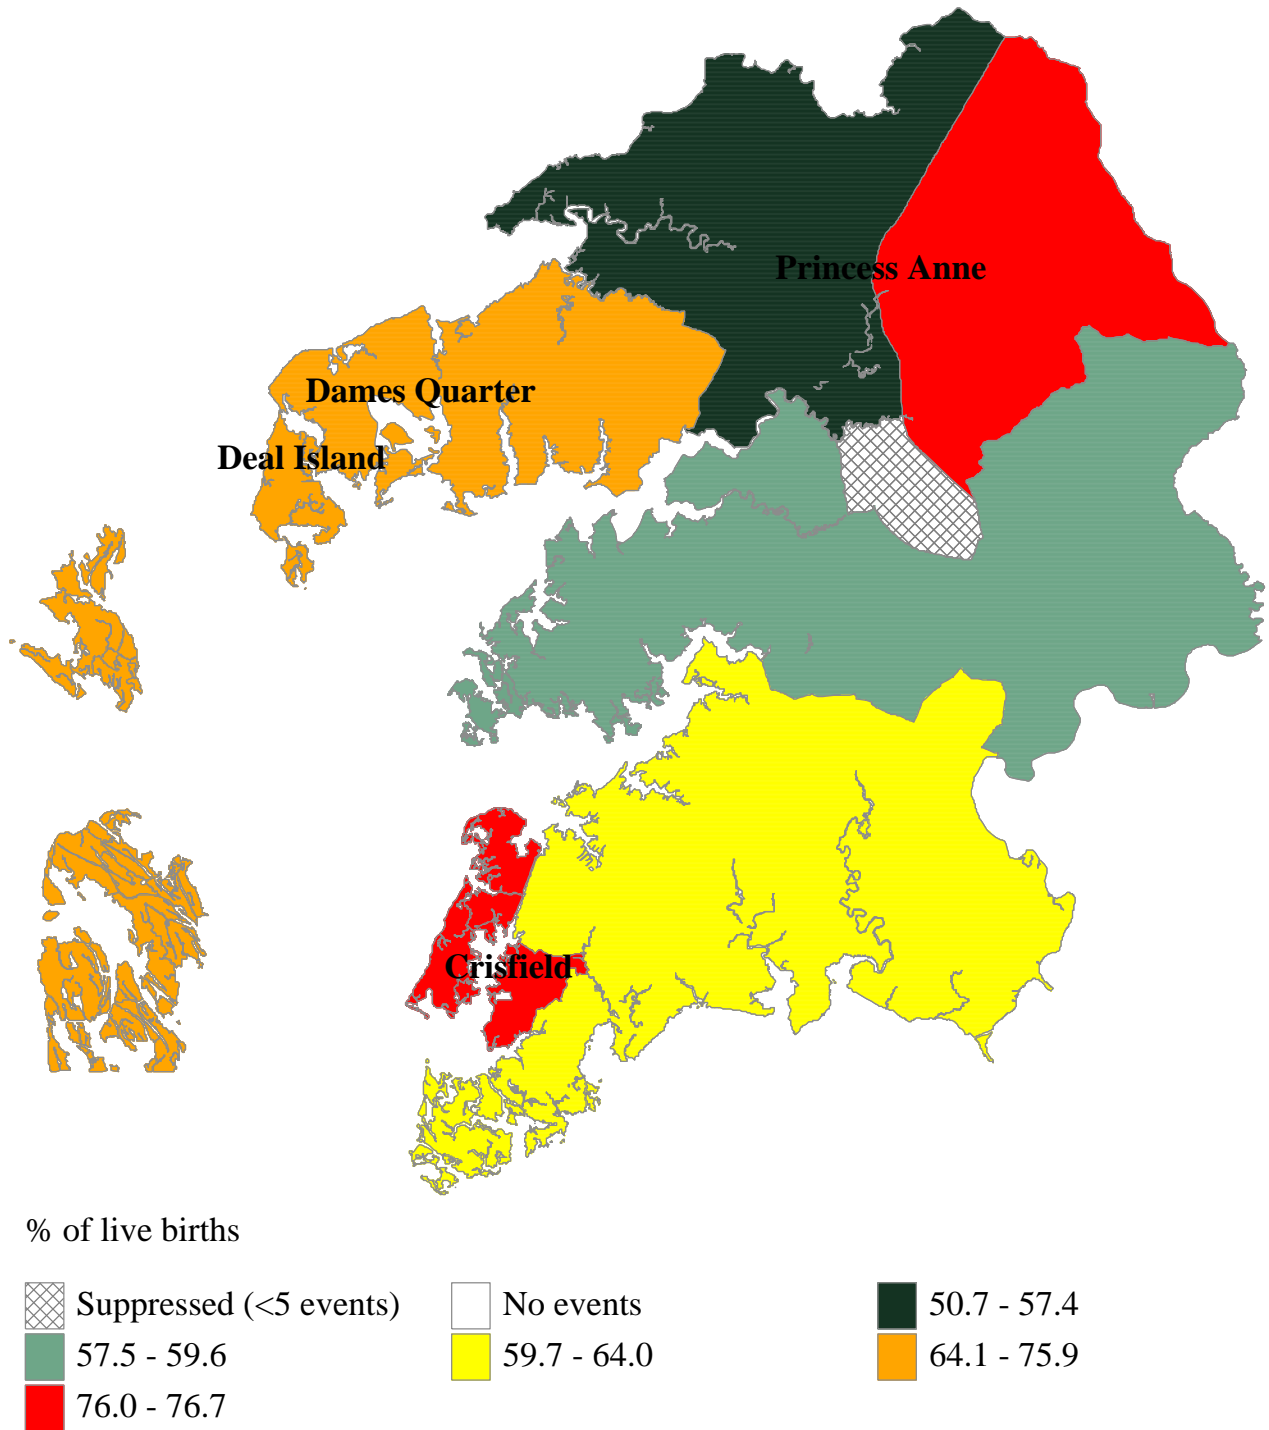 Princess Anne
Dames Quarter
Deal Island
Crisfield
% of live births
Suppressed (<5 events)
No events
50.7 - 57.4
57.5 - 59.6
59.7 - 64.0
64.1 - 75.9
76.0 - 76.7